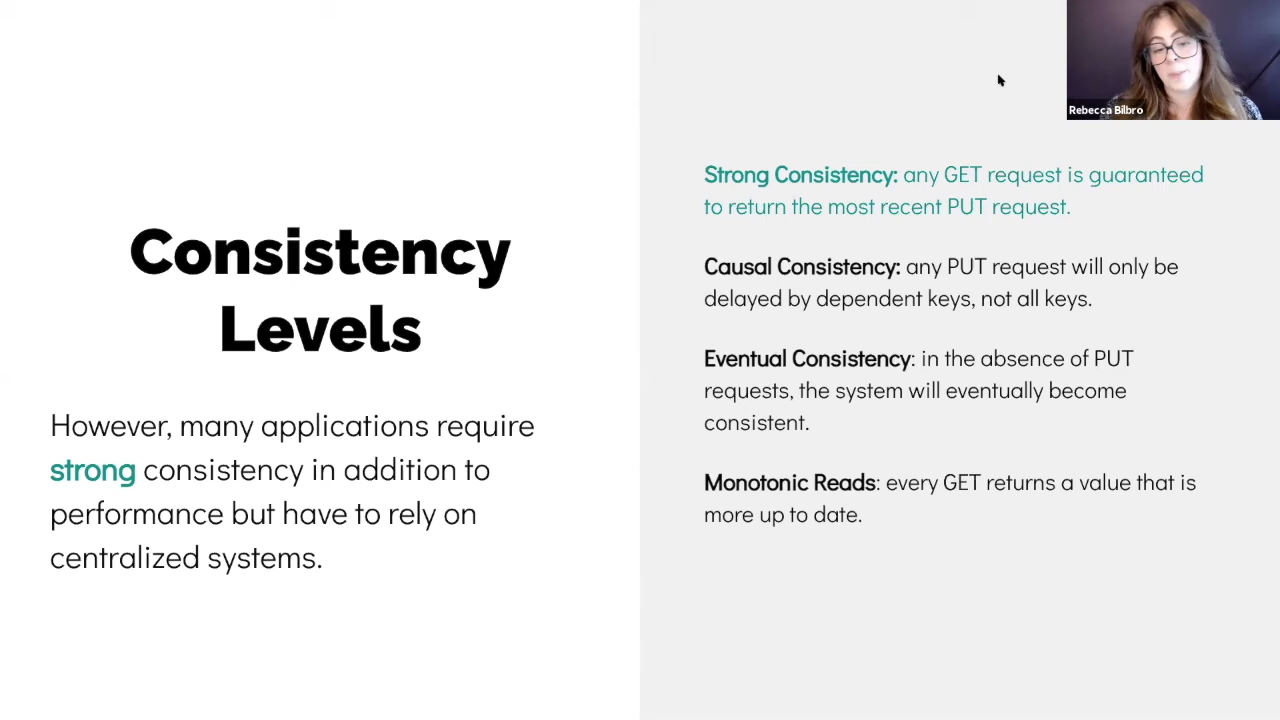 Consistency
Levels
However, many applications require
strong consistency in addition to
performance but have to rely on
centralized systems.
Rebecca Bilbro
Strong Consistency: any GET request is guaranteed
to return the most recent PUT request.
Causal Consistency: any PUT request will only be
delayed by dependent keys, not all keys.
Eventual Consistency: in the absence of PUT
requests, the system will eventually become
consistent.
Monotonic Reads: every GET returns a value that is
more up to date.